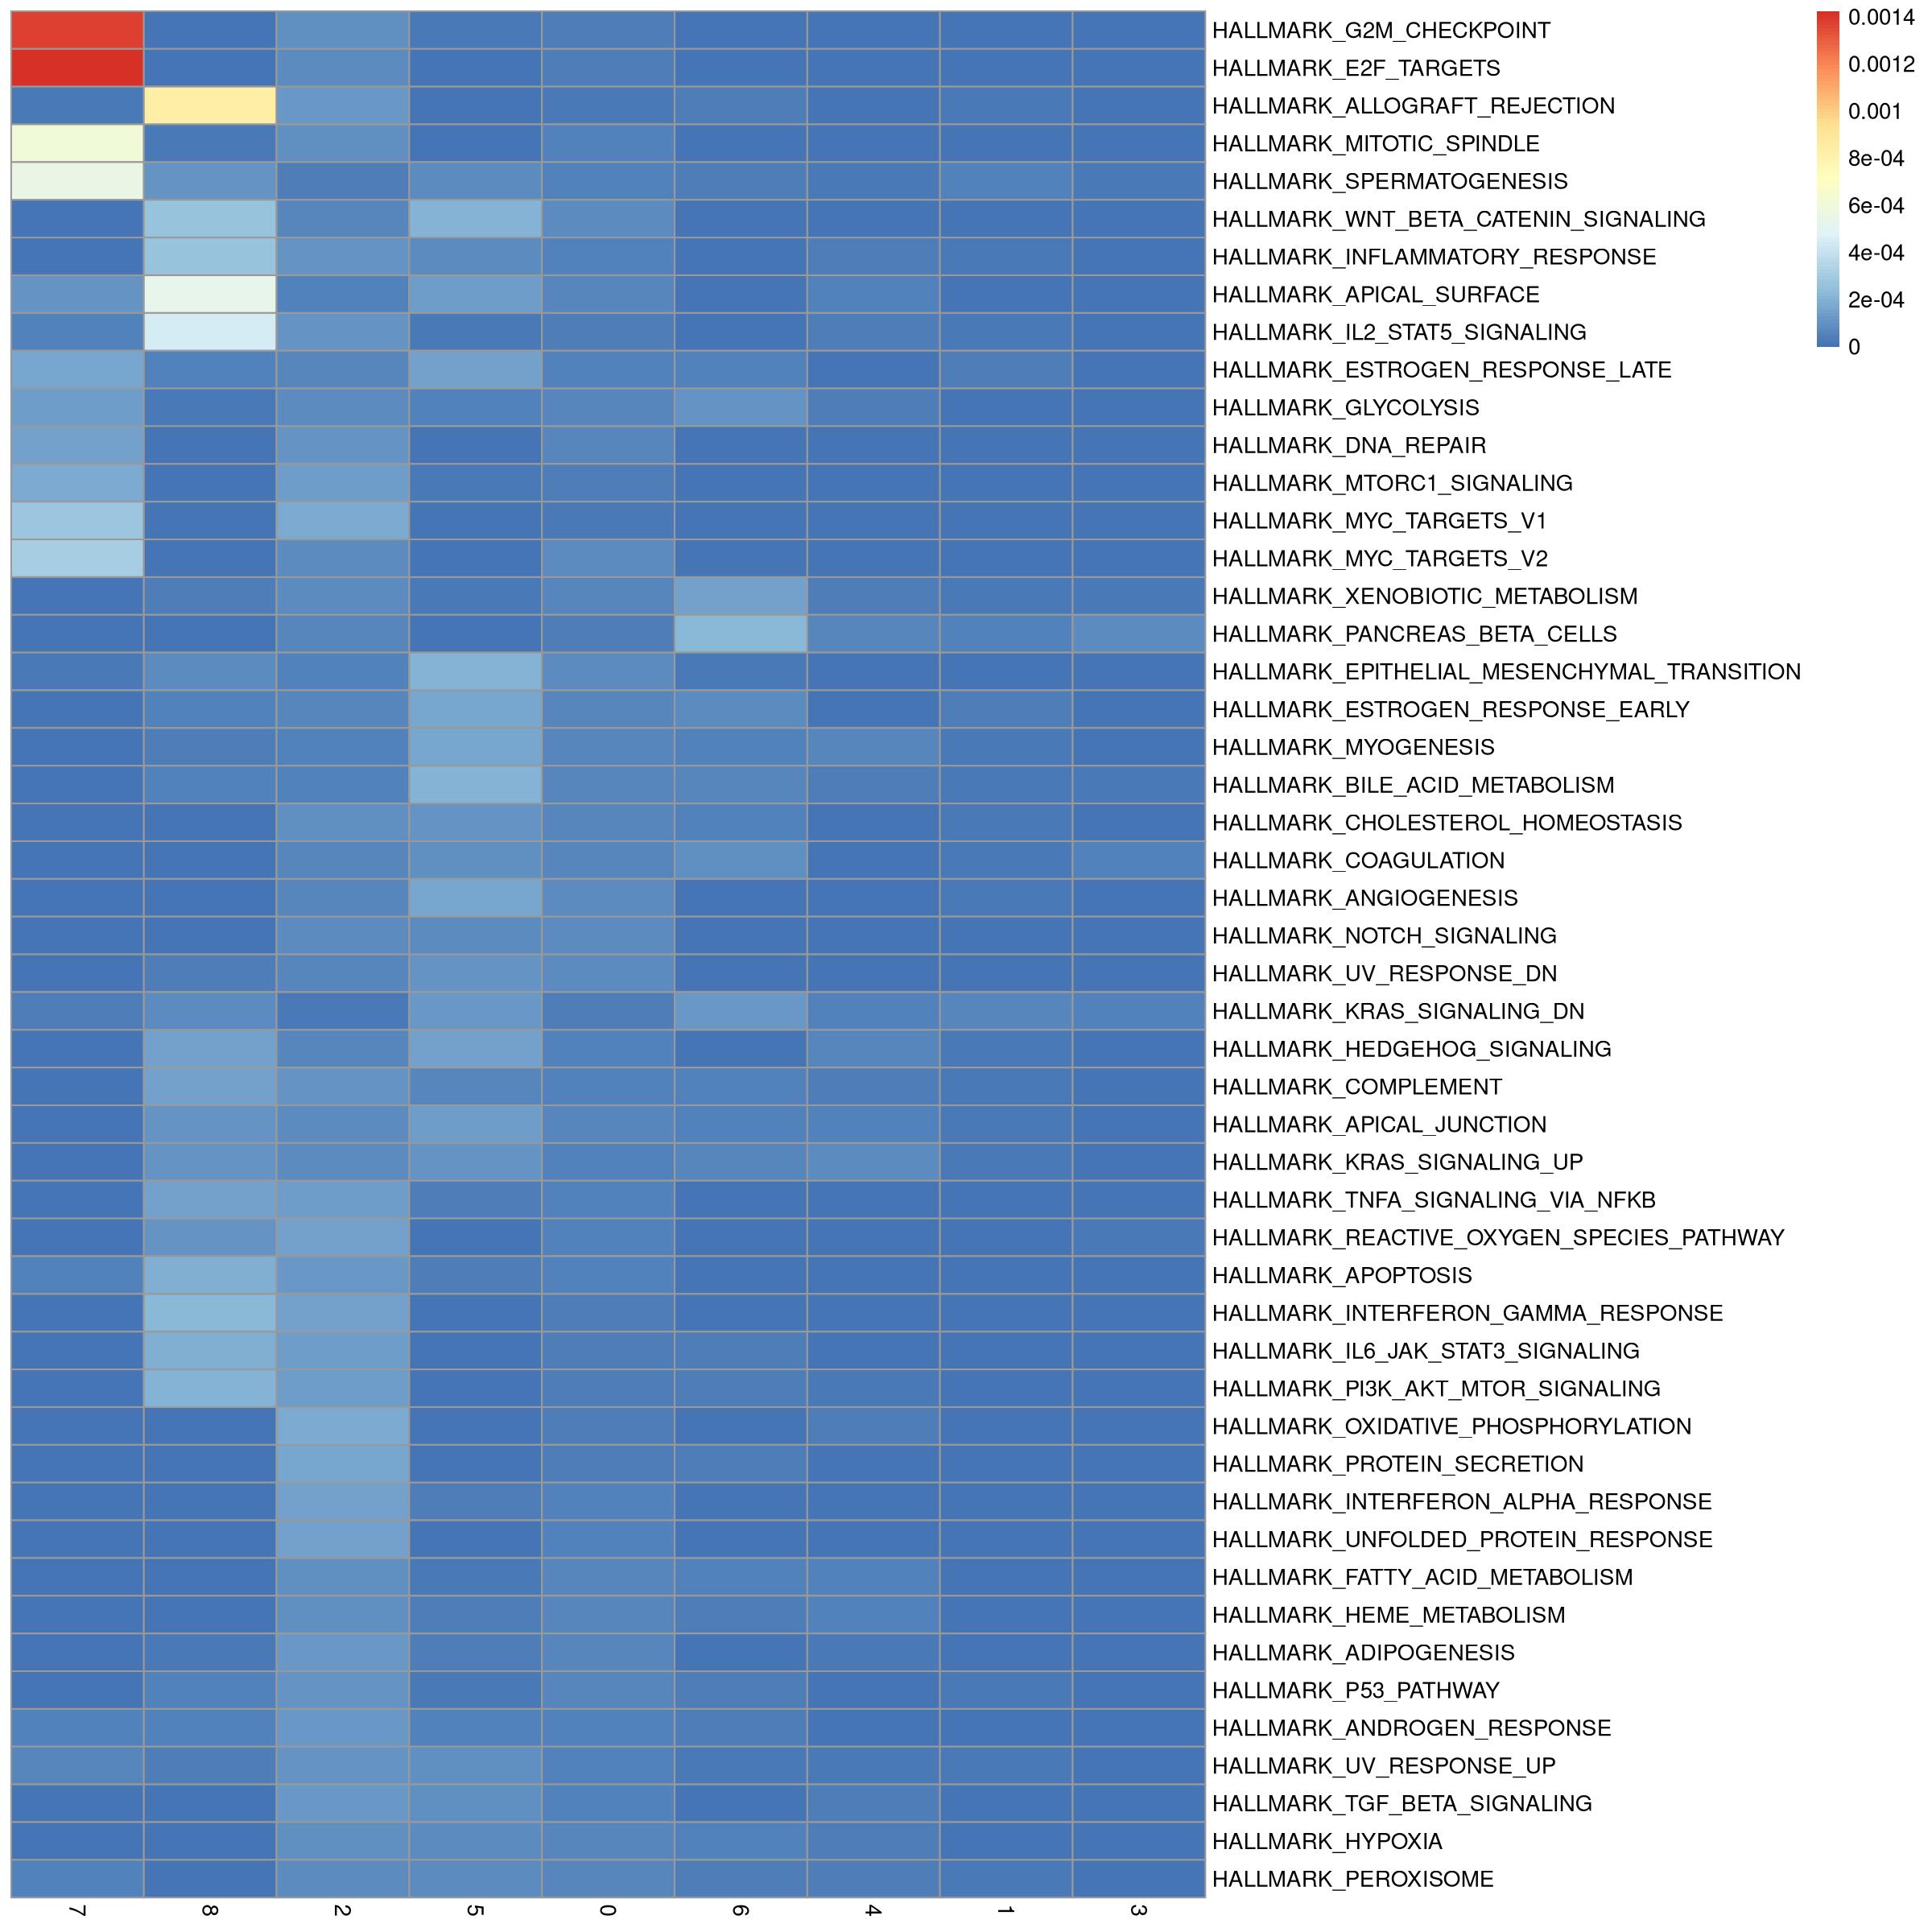 HALLMARK_G2M_CHECKPOINT
HALLMARK_E2F_TARGETS
HALLMARK_ALLOGRAFT_REJECTION
HALLMARK_MITOTIC_SPINDLE
HALLMARK_SPERMATOGENESIS
HALLMARK_WNT_BETA_CATENIN_SIGNALING
HALLMARK_INFLAMMATORY_RESPONSE
HALLMARK_APICAL_SURFACE
HALLMARK_IL2_STAT5_SIGNALING
HALLMARK_ESTROGEN_RESPONSE_LATE
HALLMARK_GLYCOLYSIS
HALLMARK_DNA_REPAIR
HALLMARK_MTORC1_SIGNALING
HALLMARK_MYC_TARGETS_V1
HALLMARK_MYC_TARGETS_V2
HALLMARK_XENOBIOTIC_METABOLISM
HALLMARK_PANCREAS_BETA_CELLS
HALLMARK_EPITHELIAL_MESENCHYMAL_TRANSITION
HALLMARK_ESTROGEN_RESPONSE_EARLY
HALLMARK_MYOGENESIS
HALLMARK_BILE_ACID_METABOLISM
HALLMARK_CHOLESTEROL_HOMEOSTASIS
HALLMARK_COAGULATION
HALLMARK_ANGIOGENESIS
HALLMARK_NOTCH_SIGNALING
HALLMARK_UV_RESPONSE_DN
HALLMARK_KRAS_SIGNALING_DN
HALLMARK_HEDGEHOG_SIGNALING
HALLMARK_COMPLEMENT
HALLMARK_APICAL_JUNCTION
HALLMARK_KRAS_SIGNALING_UP
HALLMARK_TNFA_SIGNALING_VIA_NFKB
HALLMARK_REACTIVE_OXYGEN_SPECIES_PATHWAY
HALLMARK_APOPTOSIS
HALLMARK_INTERFERON_GAMMA_RESPONSE
HALLMARK_IL6_JAK_STAT3_SIGNALING
HALLMARK_PI3K_AKT_MTOR_SIGNALING
HALLMARK_OXIDATIVE_PHOSPHORYLATION
HALLMARK_PROTEIN_SECRETION
HALLMARK_INTERFERON_ALPHA_RESPONSE
HALLMARK_UNFOLDED_PROTEIN_RESPONSE
HALLMARK_FATTY_ACID_METABOLISM
HALLMARK_HEME_METABOLISM
HALLMARK_ADIPOGENESIS
HALLMARK_P53_PATHWAY
HALLMARK_ANDROGEN_RESPONSE
HALLMARK_UV_RESPONSE_UP
HALLMARK_TGF_BETA_SIGNALING
HALLMARK_HYPOXIA
HALLMARK_PEROXISOME
7 8 2 5 0 6 4 1 3
0.0014
0.0012
0.001
8e-04
6e-04
4e-04
2e-04
0